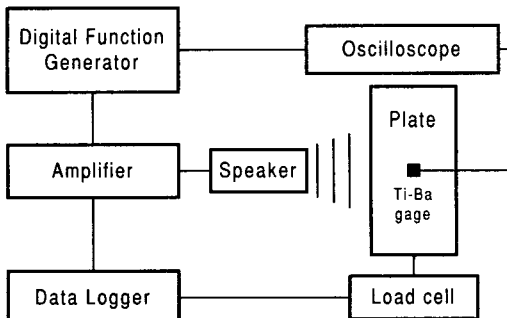 Digital Function
Generator
Oscilloscope
Plate
Amplifier
Speaker
Ti-Ba
gage
Data Logger
Load cell